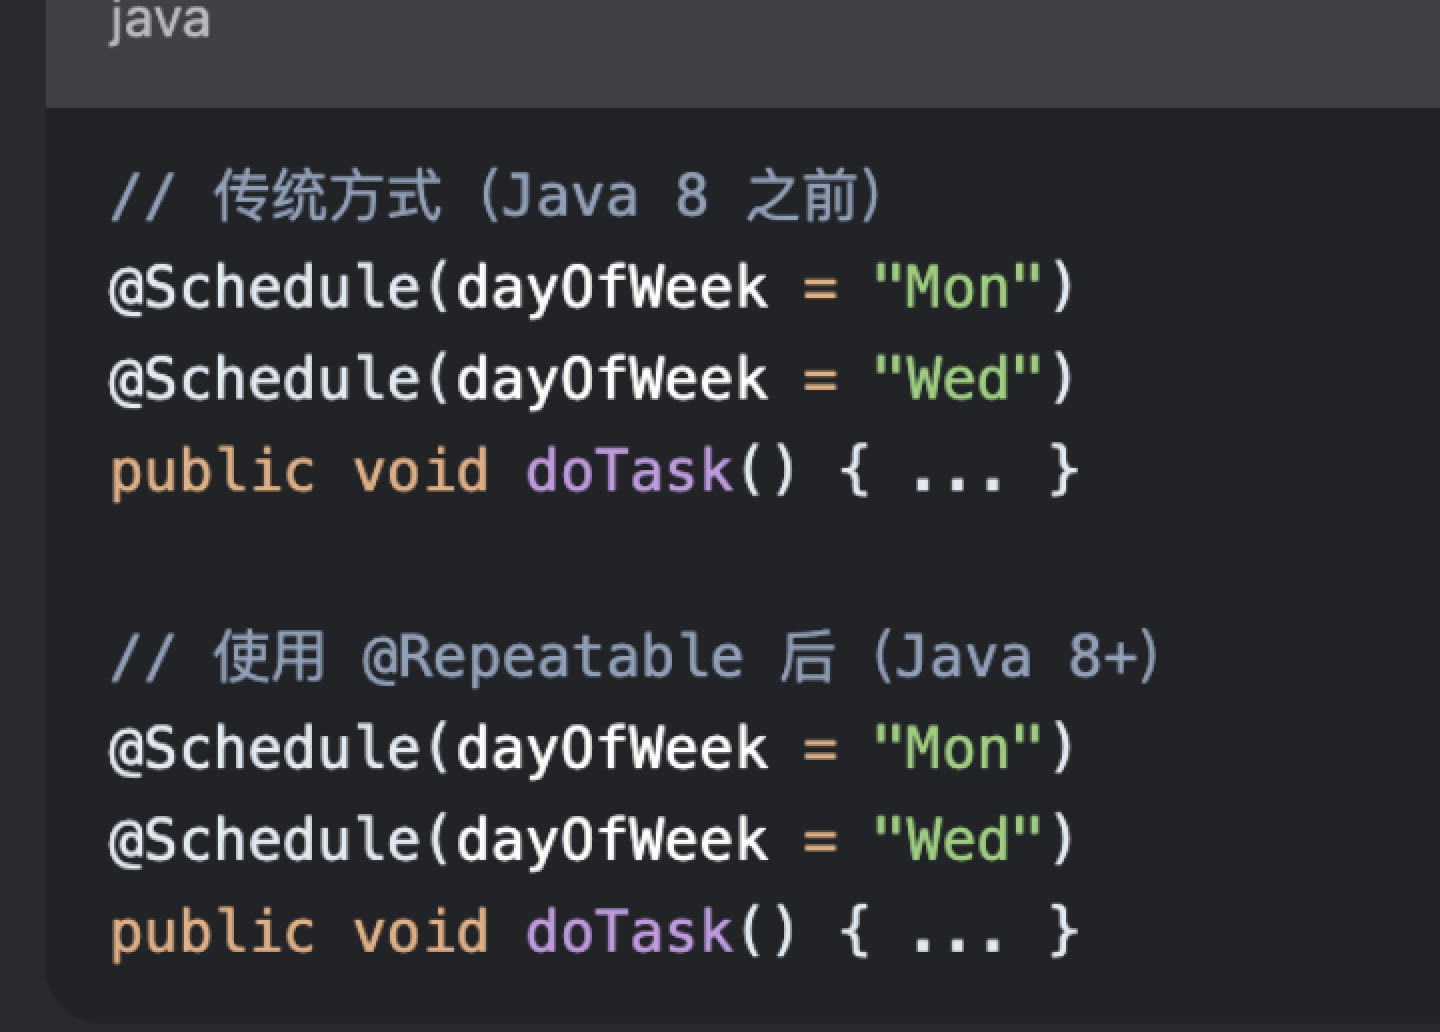 java
// 传统方式（Java 8 之前）
@Schedule(dayOfWeek = "Mon")
@Schedule(dayOfWeek = "Wed")
public void doTask() { ... }
// 使用 @Repeatable 后（Java 8+）
@Schedule(dayOfWeek = "Mon")
@Schedule(dayOfWeek = "Wed")
public void doTask() { ... }